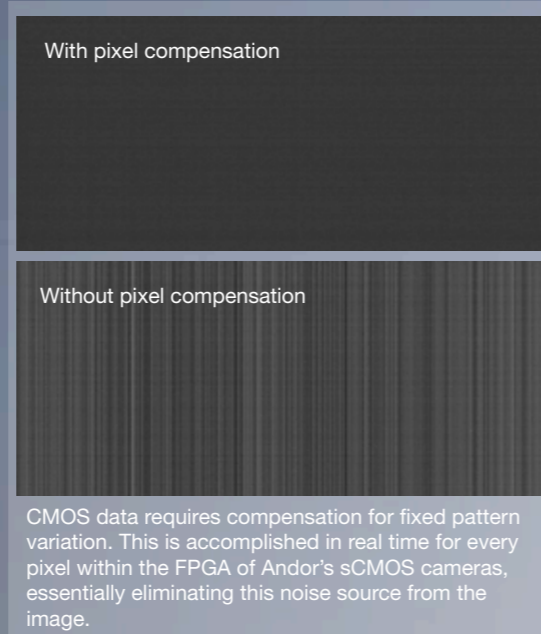 With pixel compensation
Without pixel compensation
CMOS data requires compensation for fixed pattern
variation. This is accomplished in real time for every
pixel within the FPGA of Andor’s sCMOS cameras,
essentially eliminating this noise source from the
image.